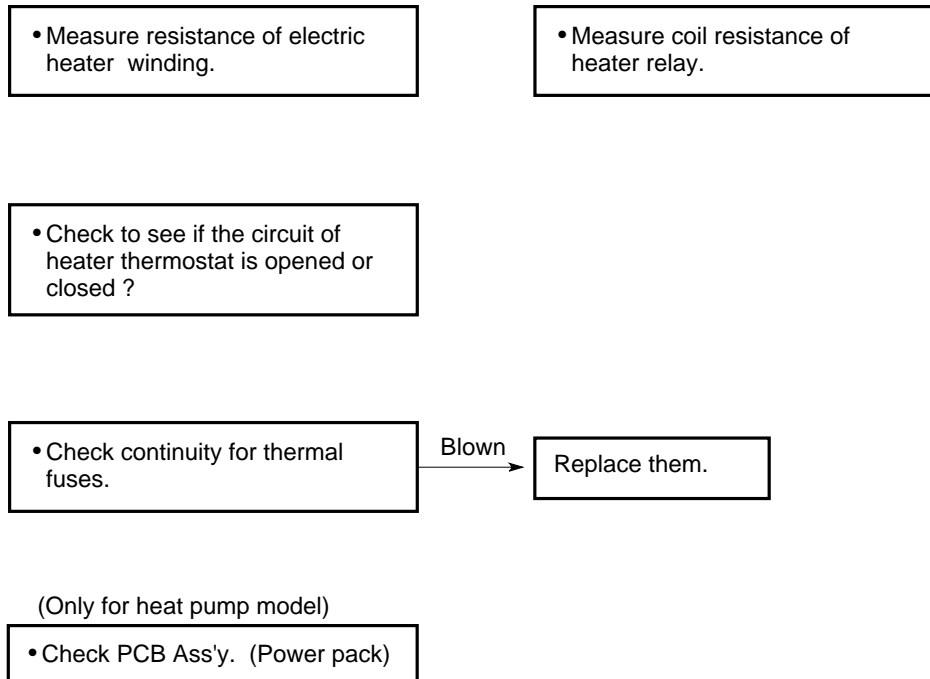 • Measure resistance of electric
heater winding.
• Measure coil resistance of
heater relay.
• Check to see if the circuit of
heater thermostat is opened or
closed ?
• Check continuity for thermal
fuses.
Blown
Replace them.
(Only for heat pump model)
• Check PCB Ass'y. (Power pack)